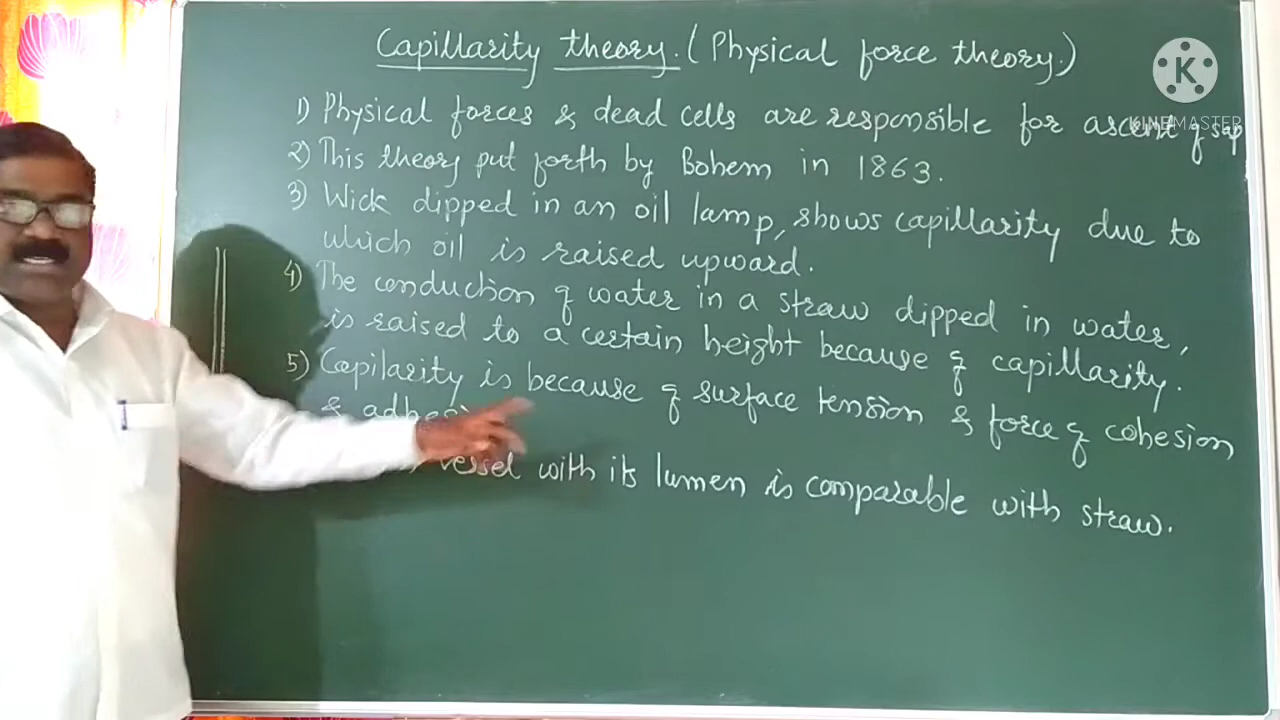 Capillarity theory. (Physical force theory.)
1) Physical forces & dead cells are responsible for ascent of sap
2) This theory put forth by Bohem in 1863.
3) Wick dipped in an oil lamp, shows capillarity due to
which oil is raised upward.
4) The conduction of water in a straw dipped in water,
is raised to a certain height because of capillarity.
5) Capilarity is because of surface tension & force of cohesion
&
vessel with its lumen is comparable with straw.
K
KINEMASTER